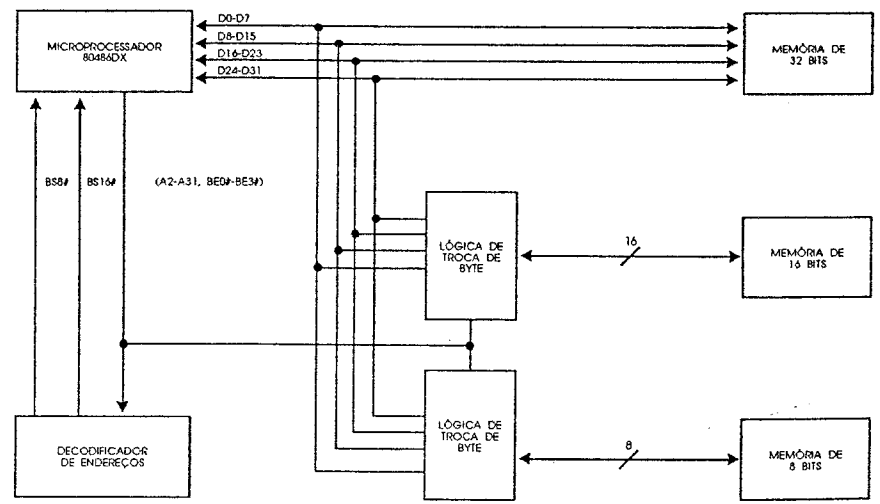 D0-D7
D8-D15
D16-D23
D24-D31
MICROPROCESSADOR
80486DX
MEMÓRIA DE
32 BITS
BS8#
BS16#
(A2-A31, BE0#-BE3#)
LÓGICA DE
TROCA DE
BYTE
16
MEMÓRIA DE
16 BITS
DECODIFICADOR
DE ENDEREÇOS
LÓGICA DE
TROCA DE
BYTE
8
MEMÓRIA DE
8 BITS